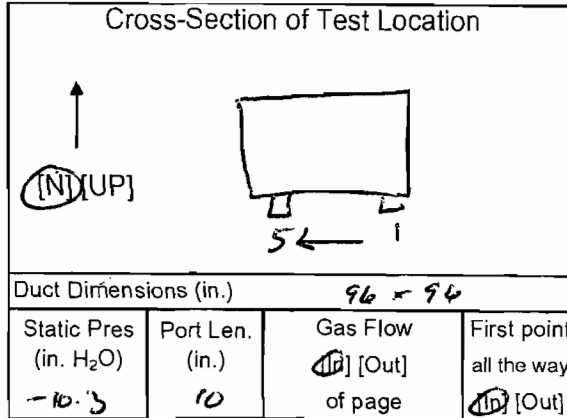 Cross-Section of Test Location
[N] [UP]
5 ← 1
Duct Dimensions (in.) 96 × 96
Static Pres
(in. H₂O)
-10.3
Port Len.
(in.)
10
Gas Flow
[In] [Out]
of page
First point
all the way
[In] [Out]